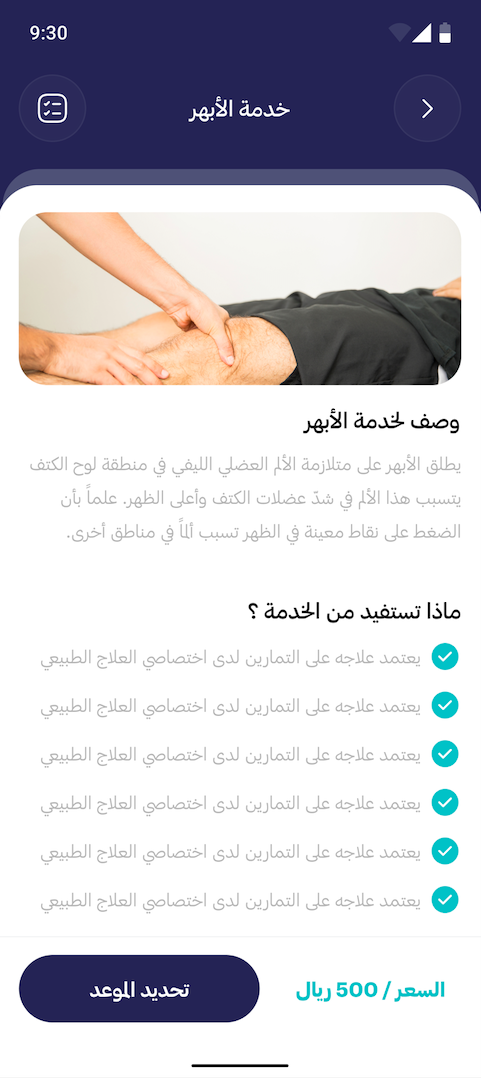 9:30
خدمة الأبهر
وصف لخدمة الأبهر
يطلق الأبهر على متلازمة الألم العضلي الليفي في منطقة لوح الكتف
يتسبب هذا الألم في شدّ عضلات الكتف وأعلى الظهر. علماً بأن
الضغط على نقاط معينة في الظهر تسبب ألماً في مناطق أخرى.
ماذا تستفيد من الخدمة ؟
يعتمد علاجه على التمارين لدى اختصاصي العلاج الطبيعي
يعتمد علاجه على التمارين لدى اختصاصي العلاج الطبيعي
يعتمد علاجه على التمارين لدى اختصاصي العلاج الطبيعي
يعتمد علاجه على التمارين لدى اختصاصي العلاج الطبيعي
يعتمد علاجه على التمارين لدى اختصاصي العلاج الطبيعي
يعتمد علاجه على التمارين لدى اختصاصي العلاج الطبيعي
السعر / 500 ريال
تحديد الموعد